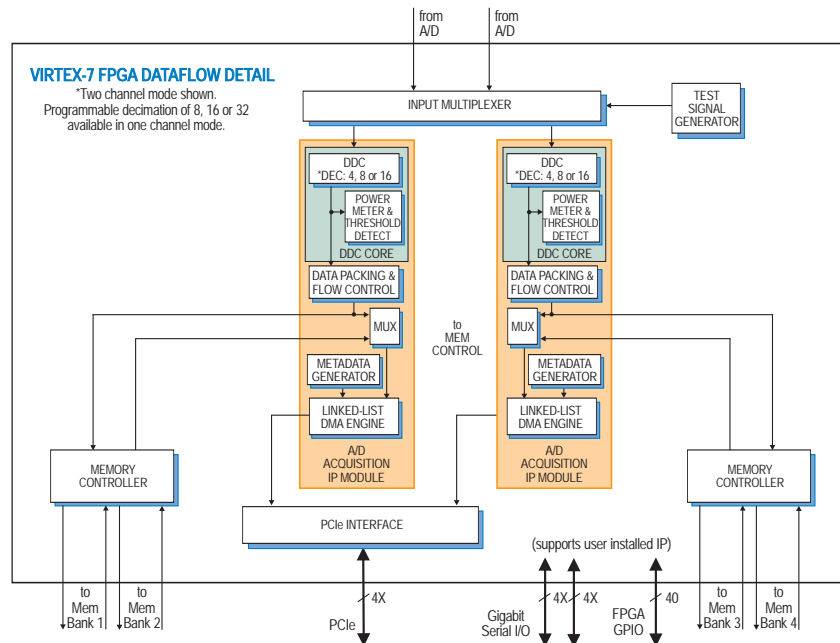 from
A/D
from
A/D
VIRTEX-7 FPGA DATAFLOW DETAIL
*Two channel mode shown.
Programmable decimation of 8, 16 or 32
available in one channel mode.
INPUT MULTIPLEXER
TEST
SIGNAL
GENERATOR
DDC
*DEC: 4, 8 or 16
POWER
METER &
THRESHOLD
DETECT
DDC CORE
DATA PACKING &
FLOW CONTROL
MUX
METADATA
GENERATOR
LINKED-LIST
DMA ENGINE
A/D
ACQUISITION
IP MODULE
to
MEM
CONTROL
DDC
*DEC: 4, 8 or 16
POWER
METER &
THRESHOLD
DETECT
DDC CORE
DATA PACKING &
FLOW CONTROL
MUX
METADATA
GENERATOR
LINKED-LIST
DMA ENGINE
A/D
ACQUISITION
IP MODULE
MEMORY
CONTROLLER
MEMORY
CONTROLLER
PCIe INTERFACE
(supports user installed IP)
to
Mem
Bank 1
to
Mem
Bank 2
4X
PCIe
4X
4X
Gigabit
Serial I/O
40
FPGA
GPIO
to
Mem
Bank 3
to
Mem
Bank 4